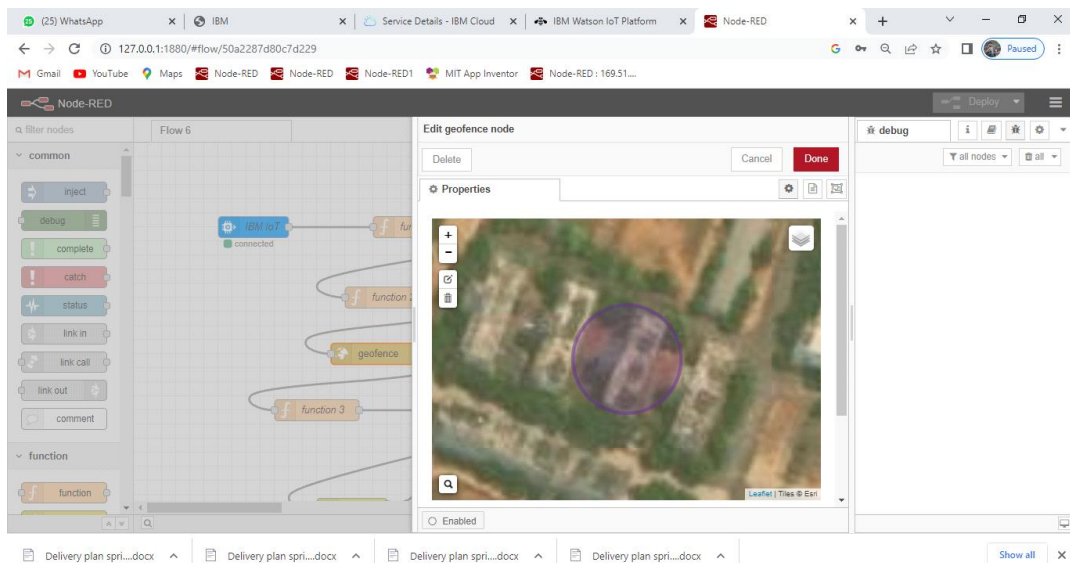 (25) WhatsApp
IBM
Service Details - IBM Cloud
IBM Watson IoT Platform
Node-RED
127.0.0.1:1880/#flow/50a2287d80c7d229
Paused
Gmail
YouTube
Maps
Node-RED
Node-RED
Node-RED1
MIT App Inventor
Node-RED : 169.51....
Node-RED
Deploy
filter nodes
Flow 6
Edit geofence node
debug
common
Delete
Cancel
Done
all nodes
all
Properties
inject
debug
complete
catch
status
link in
link call
link out
comment
function
function
IBM IoT
connected
function 2
geofence
function 3
Leaflet | Tiles © Esri
Enabled
Delivery plan spri....docx
Delivery plan spri....docx
Delivery plan spri....docx
Delivery plan spri....docx
Show all